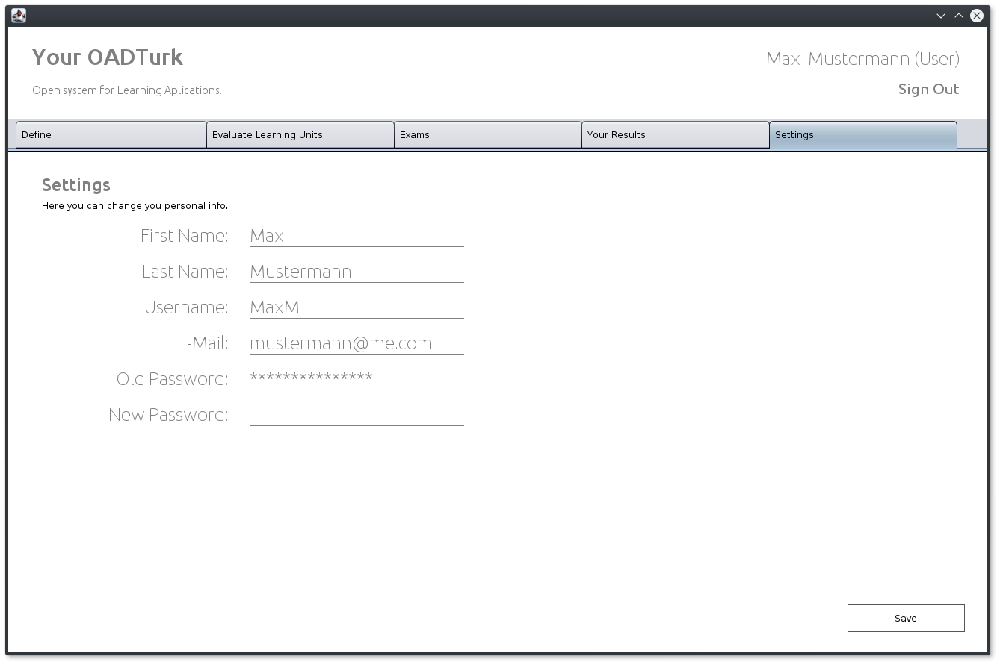 Your OADTurk
Max  Mustermann (User)
Open system for Learning Aplications.
Sign Out
Define
Evaluate Learning Units
Exams
Your Results
Settings
Settings
Here you can change you personal info.
First Name: Max
Last Name: Mustermann
Username: MaxM
E-Mail: mustermann@me.com
Old Password: ***************
New Password:
Save